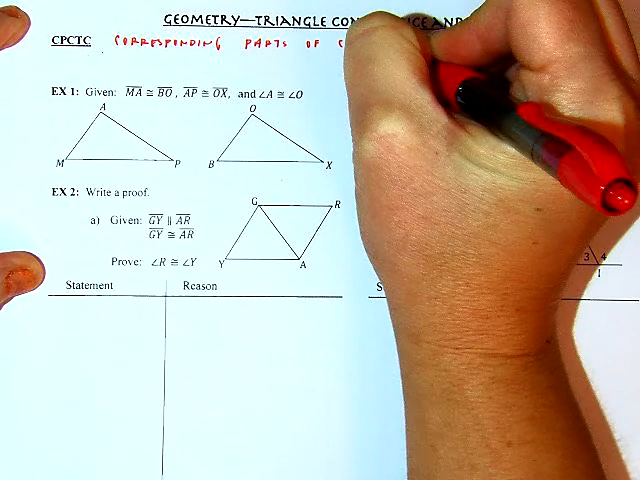 GEOMETRY—TRIANGLE
CPCTC CORRESPONDING PARTS OF
EX 1: Given: MA ≅ BO, AP ≅ OX, and ∠A ≅ ∠O
A O
M P B X
EX 2: Write a proof.
G R
a) Given: GY ∥ AR
GY ≅ AR
Prove: ∠R ≅ ∠Y
Y A
3 4
1
Statement Reason